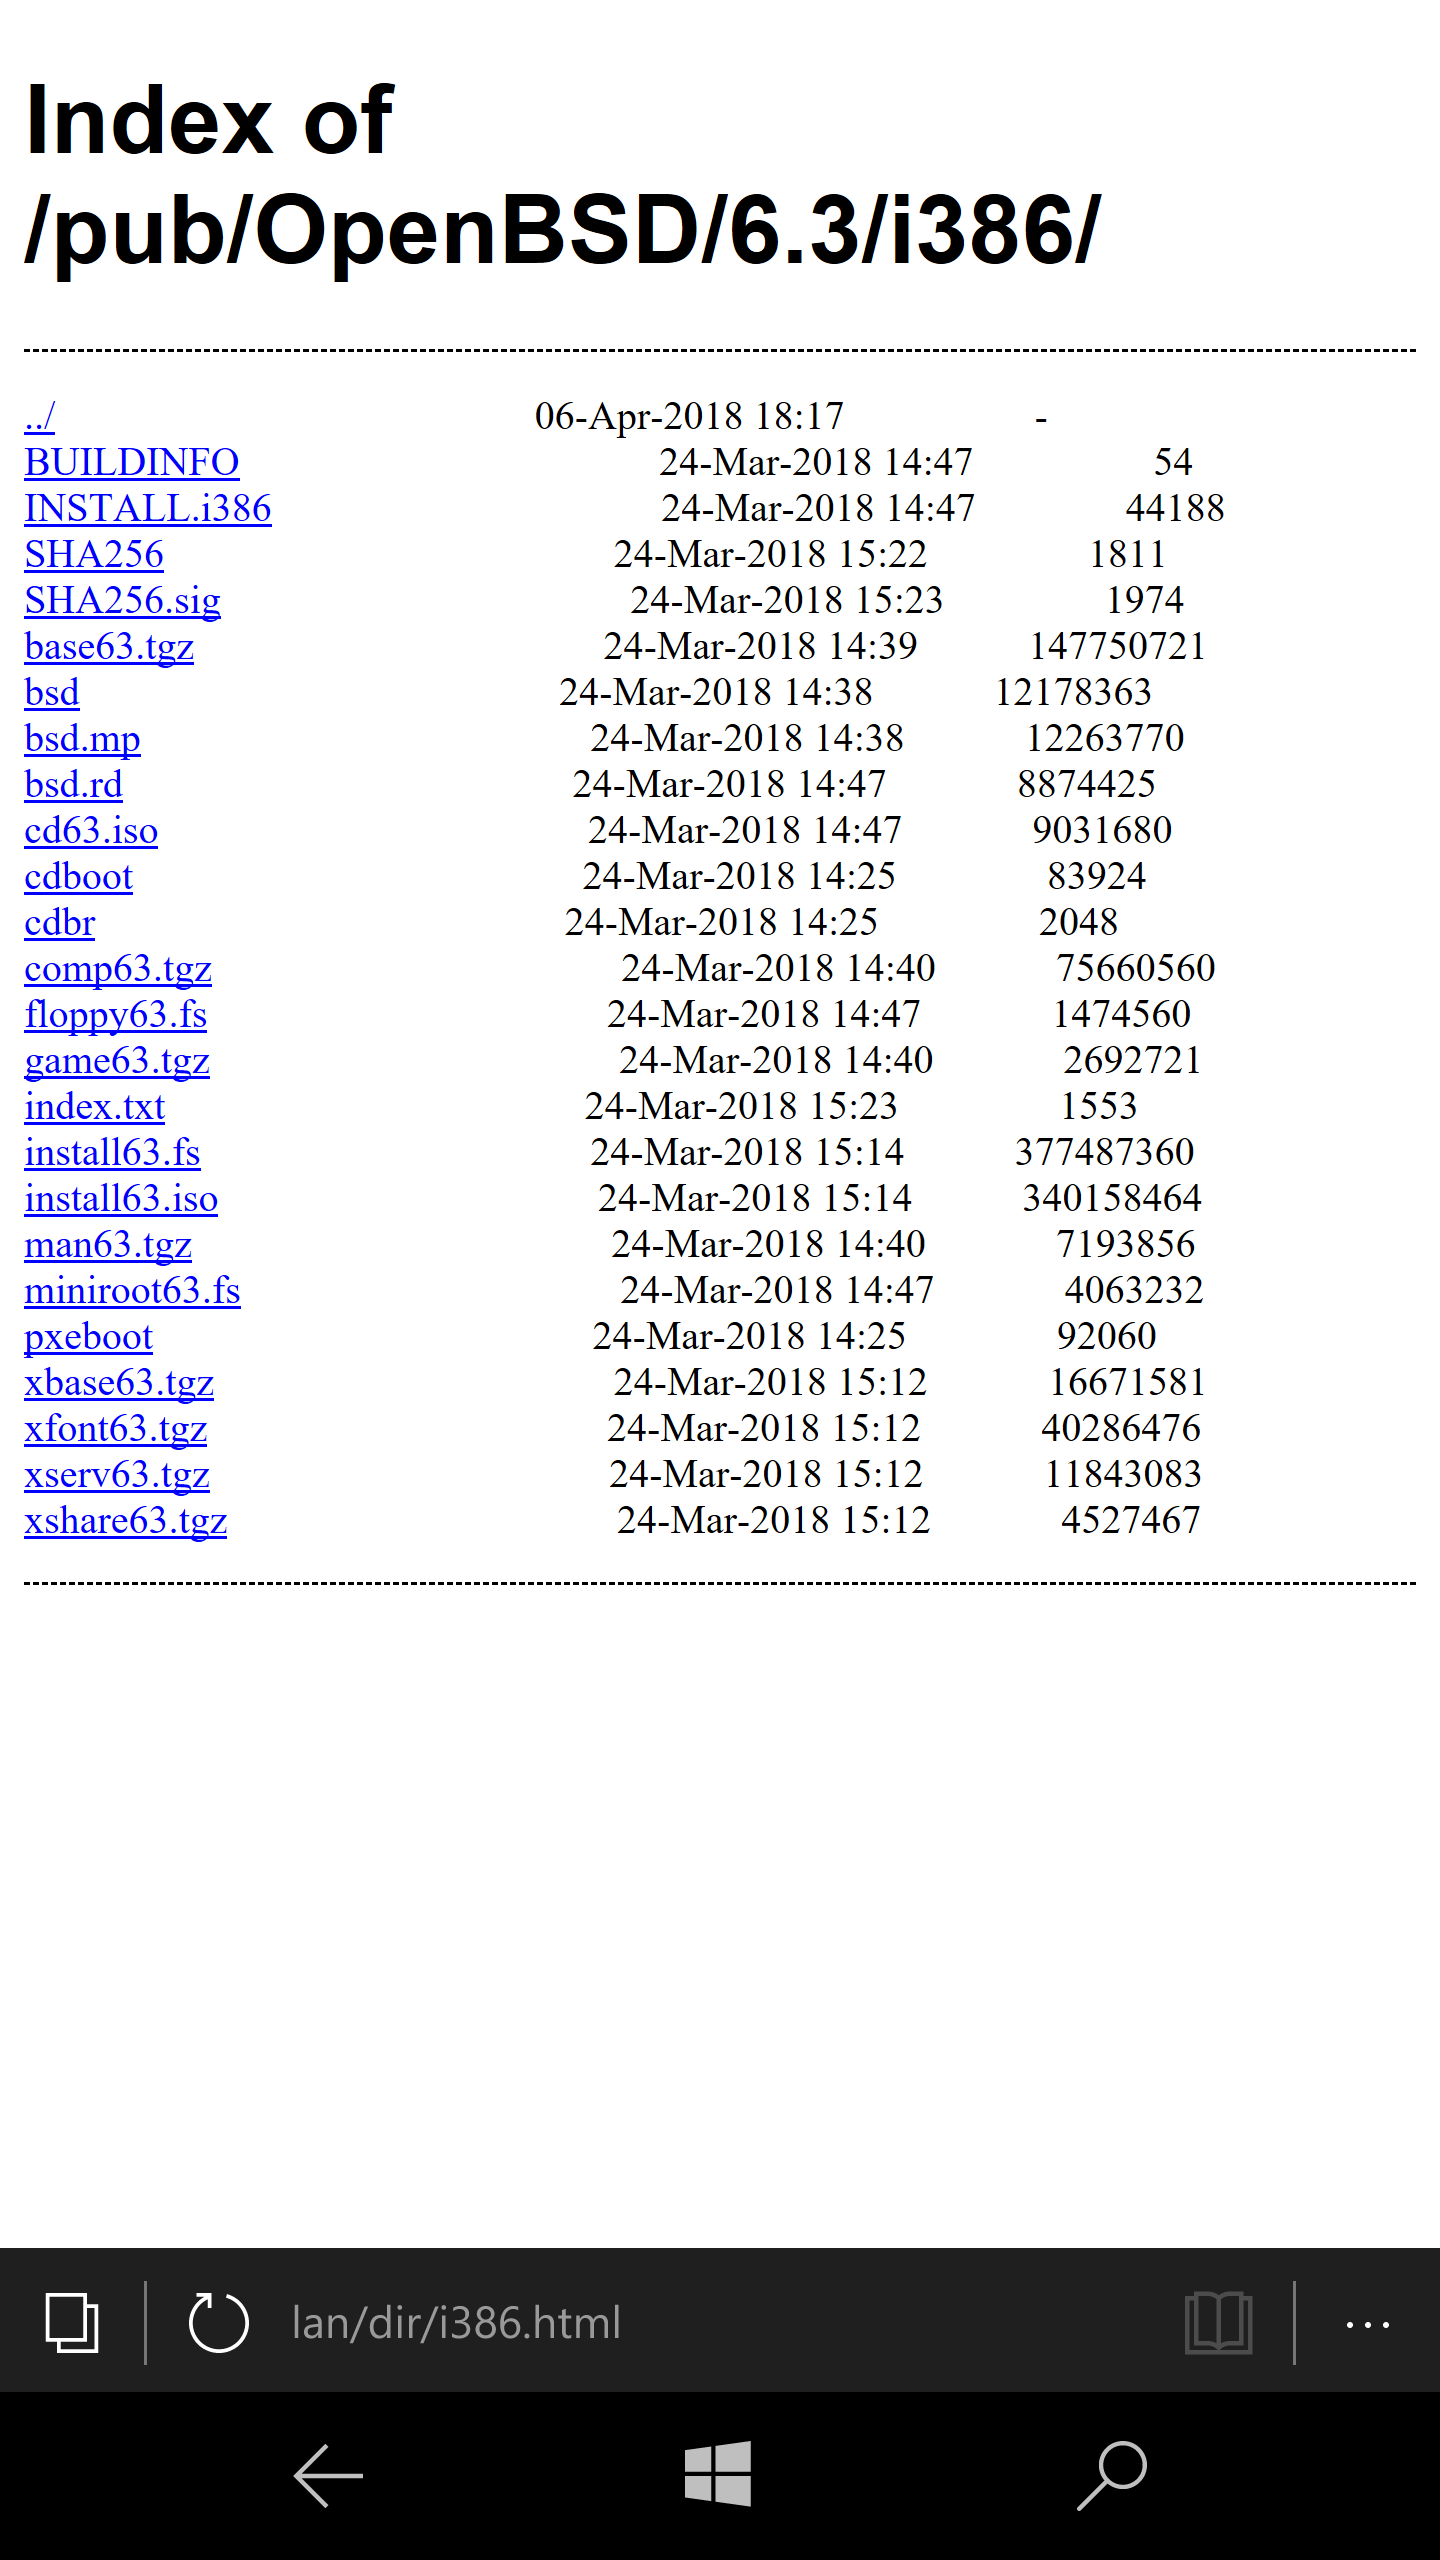 Index of
/pub/OpenBSD/6.3/i386/
../ 06-Apr-2018 18:17 -
BUILDINFO 24-Mar-2018 14:47 54
INSTALL.i386 24-Mar-2018 14:47 44188
SHA256 24-Mar-2018 15:22 1811
SHA256.sig 24-Mar-2018 15:23 1974
base63.tgz 24-Mar-2018 14:39 147750721
bsd 24-Mar-2018 14:38 12178363
bsd.mp 24-Mar-2018 14:38 12263770
bsd.rd 24-Mar-2018 14:47 8874425
cd63.iso 24-Mar-2018 14:47 9031680
cdboot 24-Mar-2018 14:25 83924
cdbr 24-Mar-2018 14:25 2048
comp63.tgz 24-Mar-2018 14:40 75660560
floppy63.fs 24-Mar-2018 14:47 1474560
game63.tgz 24-Mar-2018 14:40 2692721
index.txt 24-Mar-2018 15:23 1553
install63.fs 24-Mar-2018 15:14 377487360
install63.iso 24-Mar-2018 15:14 340158464
man63.tgz 24-Mar-2018 14:40 7193856
miniroot63.fs 24-Mar-2018 14:47 4063232
pxeboot 24-Mar-2018 14:25 92060
xbase63.tgz 24-Mar-2018 15:12 16671581
xfont63.tgz 24-Mar-2018 15:12 40286476
xserv63.tgz 24-Mar-2018 15:12 11843083
xshare63.tgz 24-Mar-2018 15:12 4527467
lan/dir/i386.html